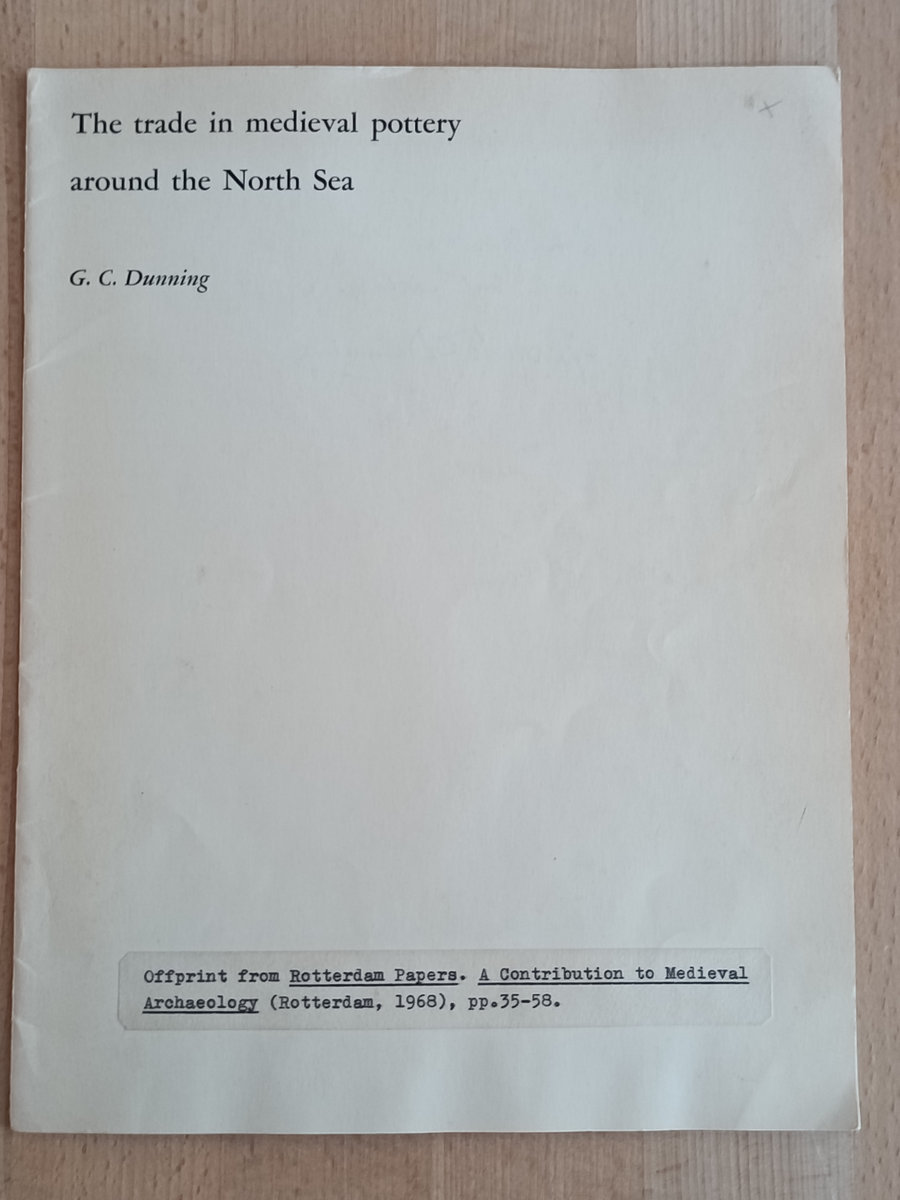 The trade in medieval pottery
around the North Sea
G. C. Dunning
Offprint from Rotterdam Papers. A Contribution to Medieval
Archaeology (Rotterdam, 1968), pp.35-58.